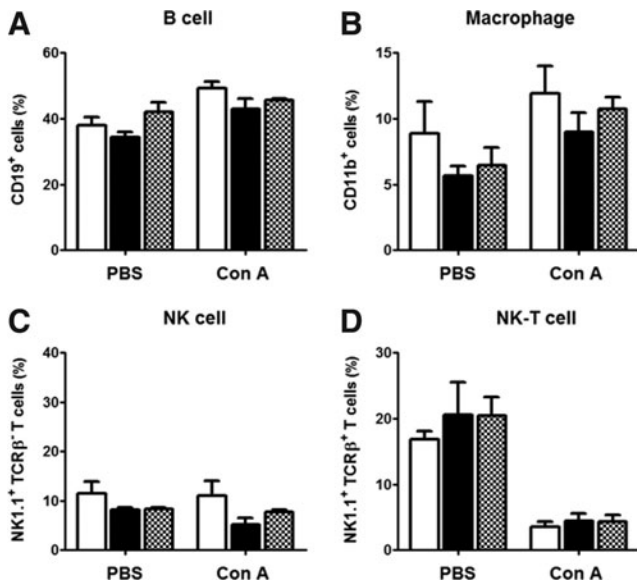 A
B cell
CD19+ cells (%)
60
40
20
0
PBS
Con A
B
Macrophage
CD11b+ cells (%)
15
10
5
0
PBS
Con A
C
NK cell
NK1.1+ TCRβ- T cells (%)
40
30
20
10
0
PBS
Con A
D
NK-T cell
NK1.1+ TCRβ+ T cells (%)
30
20
10
0
PBS
Con A